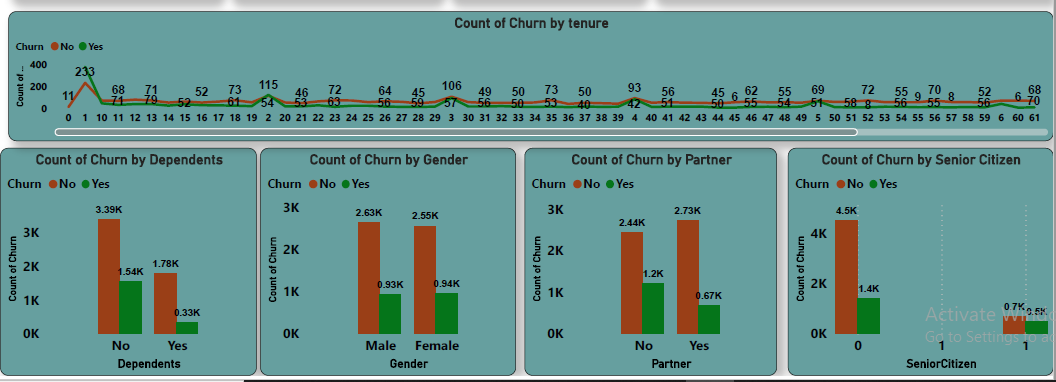 Count of Churn by tenure
Churn No Yes
Count of ...
400
200
0
11 233 68 71 71 79 52 52 73 61 115 54 46 53 72 63 64 56 45 59 106 57 49 56 50 50 73 53 50 40 93 42 56 51 45 50 6 62 55 55 54 69 51 58 72 8 55 56 9 70 55 8 52 56 6 68 70
0 1 10 11 12 13 14 15 16 17 18 19 2 20 21 22 23 24 25 26 27 28 29 3 30 31 32 33 34 35 36 37 38 39 4 40 41 42 43 44 45 46 47 48 49 5 50 51 52 53 54 55 56 57 58 59 6 60 61
Count of Churn by Dependents
Churn No Yes
Count of Churn
3K
2K
1K
0K
3.39K
1.54K
1.78K
0.33K
No Yes
Dependents
Count of Churn by Gender
Churn No Yes
Count of Churn
3K
2K
1K
0K
2.63K
0.93K
2.55K
0.94K
Male Female
Gender
Count of Churn by Partner
Churn No Yes
Count of Churn
3K
2K
1K
0K
2.44K
1.2K
2.73K
0.67K
No Yes
Partner
Count of Churn by Senior Citizen
Churn No Yes
Count of Churn
4K
2K
0K
4.5K
1.4K
0.7K
0.5K
0 1 1
SeniorCitizen
Activate
Go to Settings to